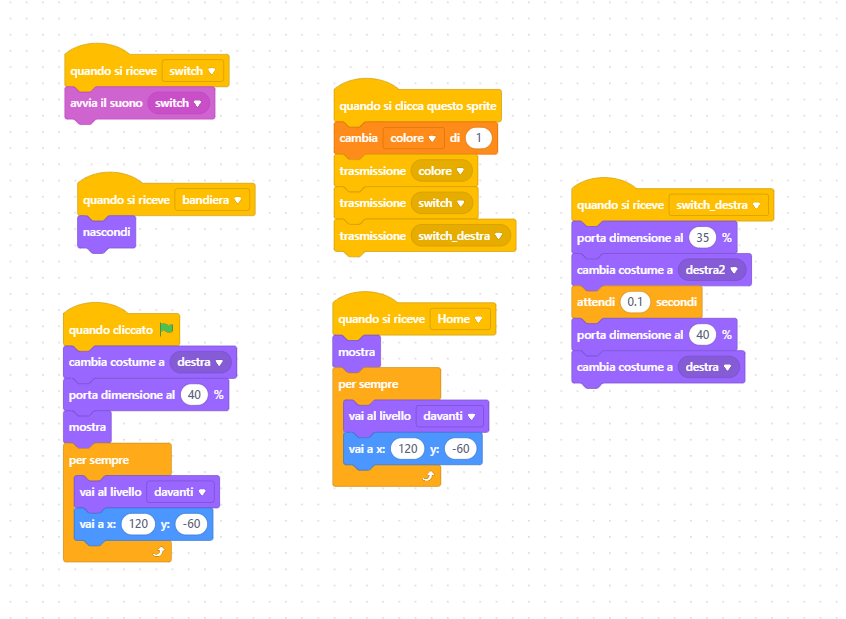 quando si riceve switch
avvia il suono switch
quando si riceve bandiera
nascondi
quando cliccato
cambia costume a destra
porta dimensione al 40 %
mostra
per sempre
vai al livello davanti
vai a x: 120 y: -60
quando si clicca questo sprite
cambia colore di 1
trasmissione colore
trasmissione switch
trasmissione switch_destra
quando si riceve Home
mostra
per sempre
vai al livello davanti
vai a x: 120 y: -60
quando si riceve switch_destra
porta dimensione al 35 %
cambia costume a destra2
attendi 0.1 secondi
porta dimensione al 40 %
cambia costume a destra